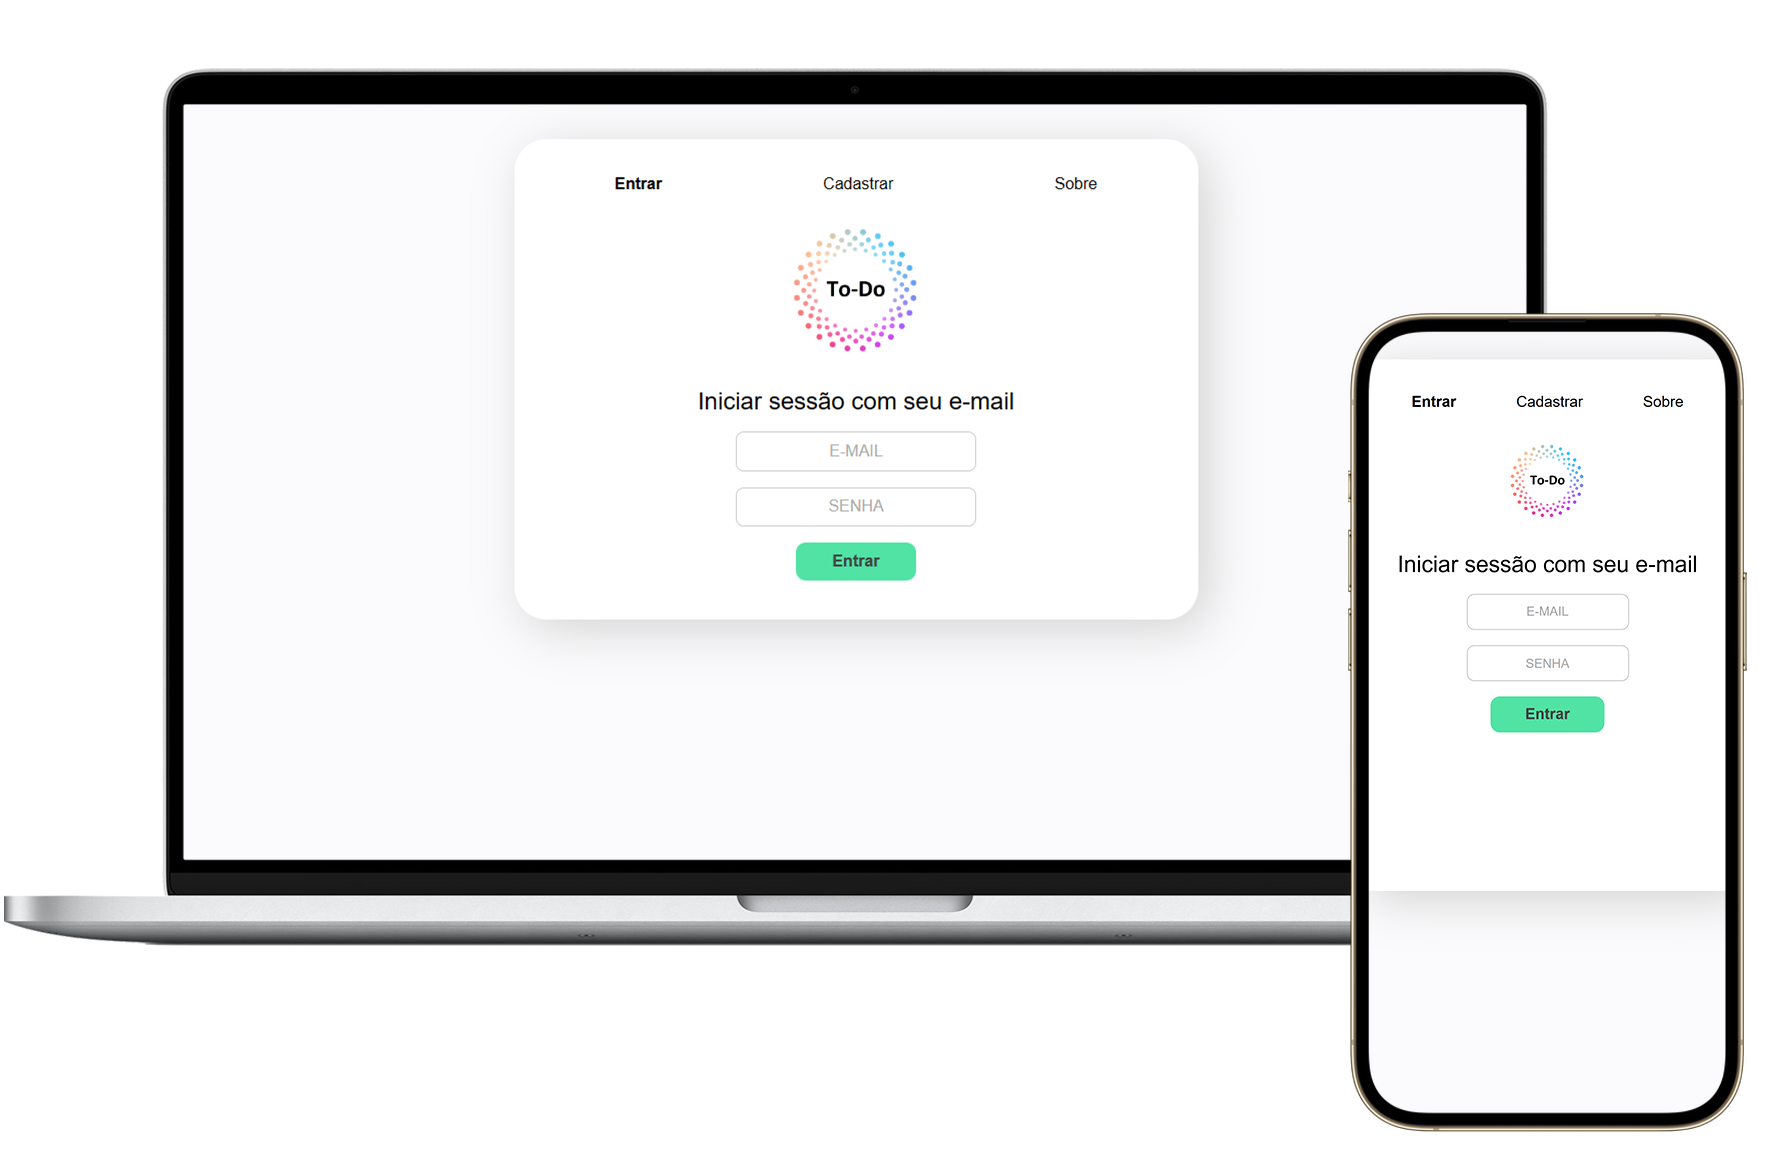 Entrar Cadastrar Sobre
To-Do
Iniciar sessão com seu e-mail
E-MAIL
SENHA
Entrar
Entrar Cadastrar Sobre
To-Do
Iniciar sessão com seu e-mail
E-MAIL
SENHA
Entrar